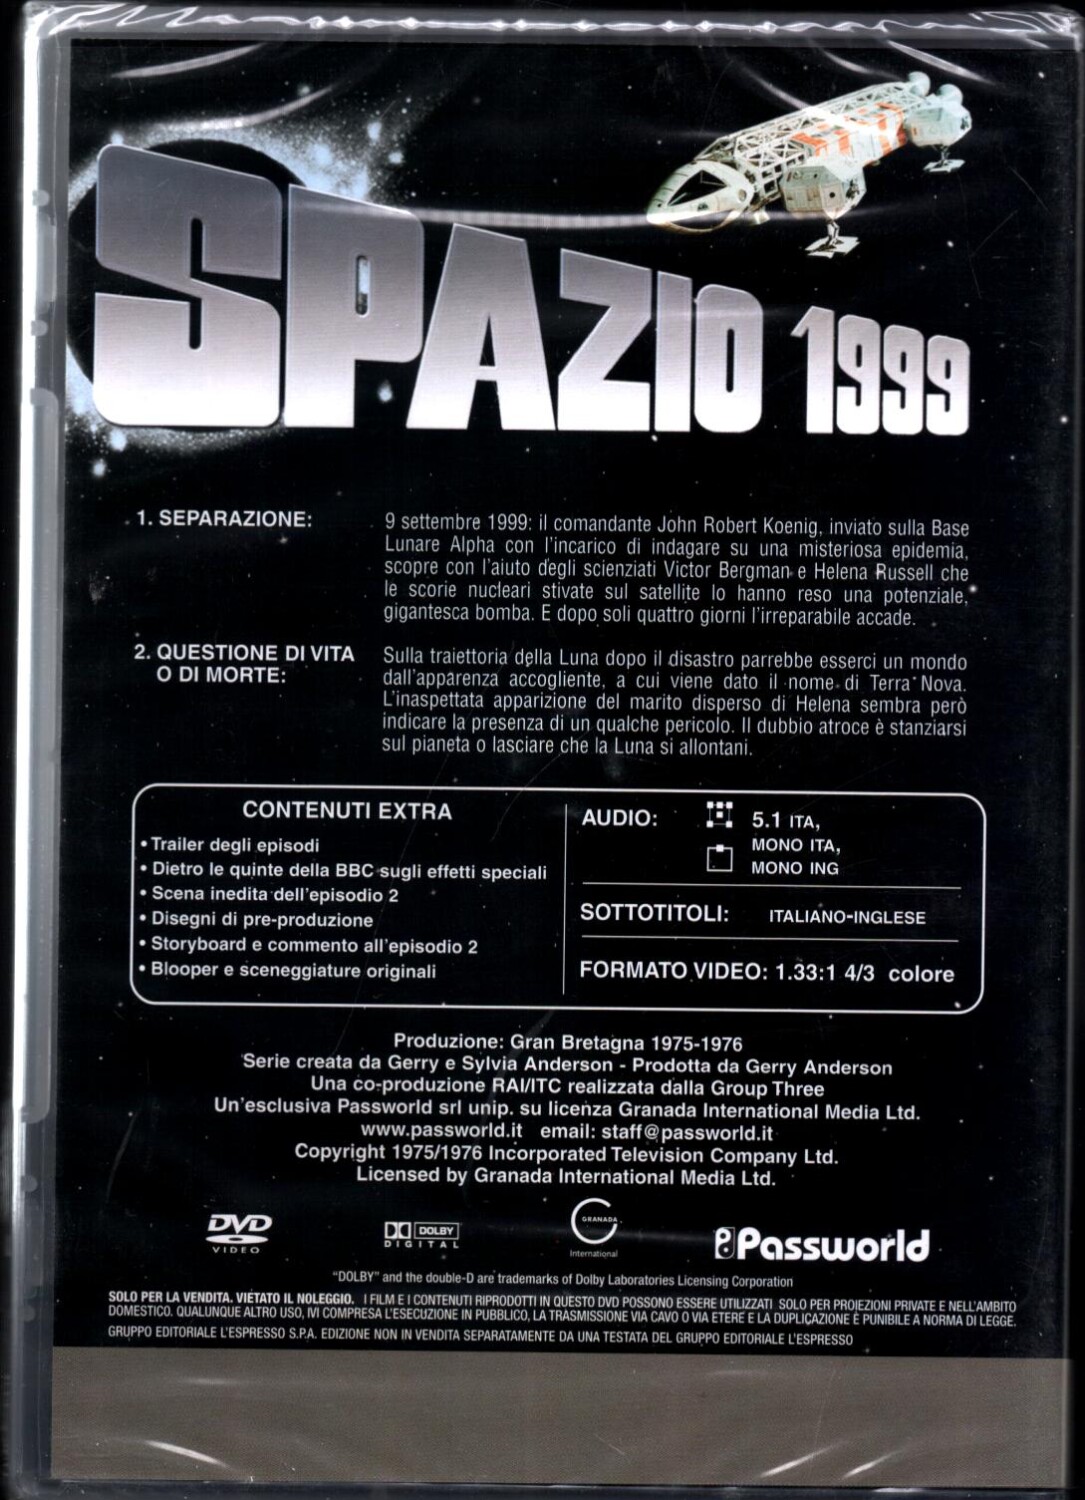 SPAZIO 1999
1. SEPARAZIONE:
9 settembre 1999: il comandante John Robert Koenig, inviato sulla Base
Lunare Alpha con l'incarico di indagare su una misteriosa epidemia,
scopre con l'aiuto degli scienziati Victor Bergman e Helena Russell che
le scorie nucleari stivate sul satellite lo hanno reso una potenziale,
gigantesca bomba. E dopo soli quattro giorni l'irreparabile accade.
2. QUESTIONE DI VITA
O DI MORTE:
Sulla traiettoria della Luna dopo il disastro parrebbe esserci un mondo
dall'apparenza accogliente, a cui viene dato il nome di Terra Nova.
L'inaspettata apparizione del marito disperso di Helena sembra però
indicare la presenza di un qualche pericolo. Il dubbio atroce è stanziarsi
sul pianeta o lasciare che la Luna si allontani.
CONTENUTI EXTRA
• Trailer degli episodi
• Dietro le quinte della BBC sugli effetti speciali
• Scena inedita dell'episodio 2
• Disegni di pre-produzione
• Storyboard e commento all'episodio 2
• Blooper e sceneggiature originali
AUDIO: 5.1 ITA,
MONO ITA,
MONO ING
SOTTOTITOLI: ITALIANO-INGLESE
FORMATO VIDEO: 1.33:1 4/3 colore
Produzione: Gran Bretagna 1975-1976
Serie creata da Gerry e Sylvia Anderson - Prodotta da Gerry Anderson
Una co-produzione RAI/ITC realizzata dalla Group Three
Un'esclusiva Passworld srl unip. su licenza Granada International Media Ltd.
www.passworld.it email: staff@passworld.it
Copyright 1975/1976 Incorporated Television Company Ltd.
Licensed by Granada International Media Ltd.
DVD
VIDEO
DOLBY
DIGITAL
GRANADA
International
Passworld
"DOLBY" and the double-D are trademarks of Dolby Laboratories Licensing Corporation
SOLO PER LA VENDITA. VIETATO IL NOLEGGIO. I FILM E I CONTENUTI RIPRODOTTI IN QUESTO DVD POSSONO ESSERE UTILIZZATI SOLO PER PROIEZIONI PRIVATE E NELL'AMBITO
DOMESTICO. QUALUNQUE ALTRO USO, IVI COMPRESA L'ESECUZIONE IN PUBBLICO, LA TRASMISSIONE VIA CAVO O VIA ETERE E LA DUPLICAZIONE È PUNIBILE A NORMA DI LEGGE.
GRUPPO EDITORIALE L'ESPRESSO S.P.A. EDIZIONE NON IN VENDITA SEPARATAMENTE DA UNA TESTATA DEL GRUPPO EDITORIALE L'ESPRESSO